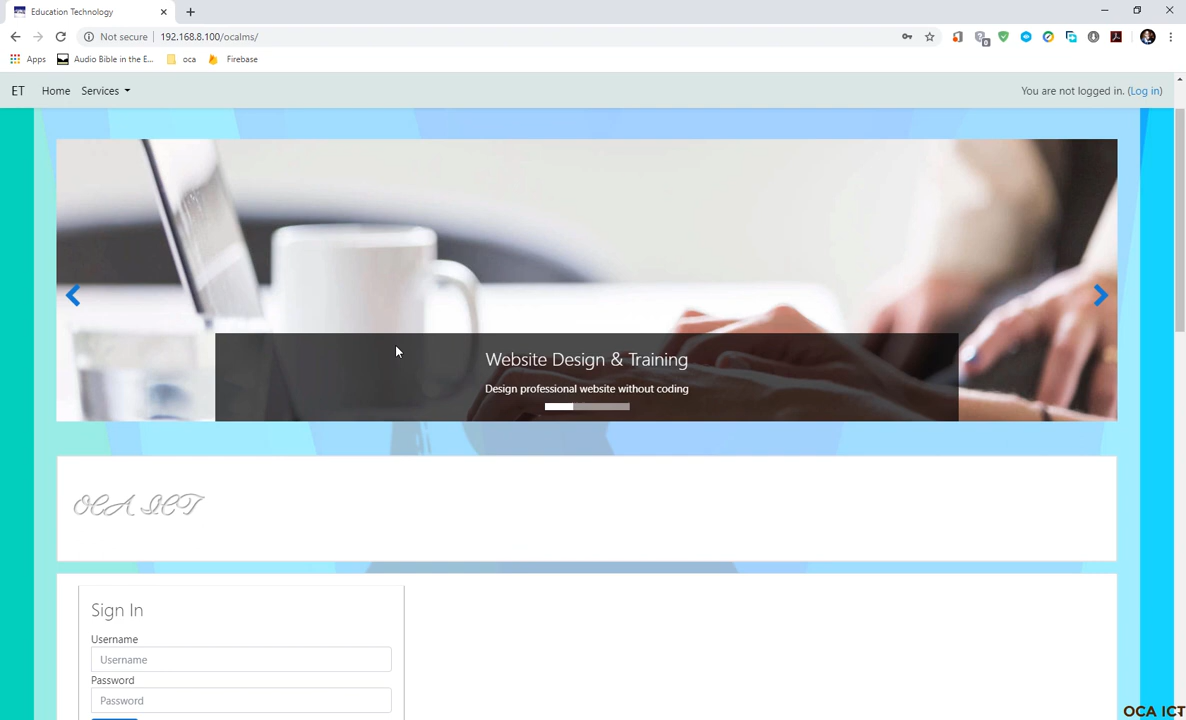 Education Technology
Not secure 192.168.8.100/ocalms/
Apps Audio Bible in the E... oca Firebase
ET Home Services You are not logged in. (Log in)
Website Design & Training
Design professional website without coding
OCA ICT
Sign In
Username
Username
Password
Password
OCA ICT